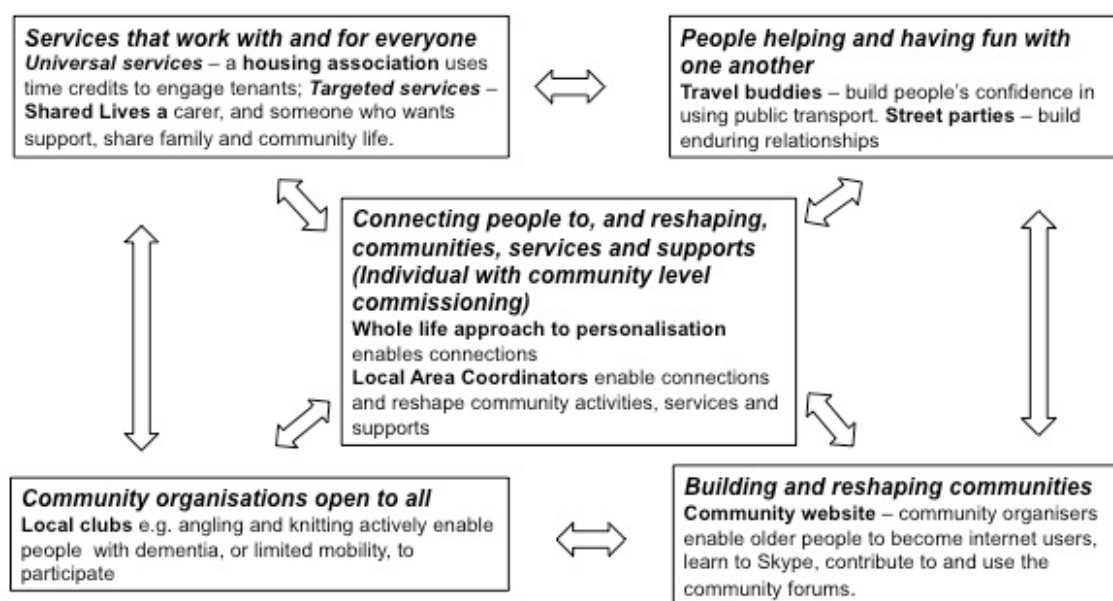 Services that work with and for everyone
Universal services – a housing association uses
time credits to engage tenants; Targeted services –
Shared Lives a carer, and someone who wants
support, share family and community life.
People helping and having fun with
one another
Travel buddies – build people's confidence in
using public transport. Street parties – build
enduring relationships
Connecting people to, and reshaping,
communities, services and supports
(Individual with community level
commissioning)
Whole life approach to personalisation
enables connections
Local Area Coordinators enable connections
and reshape community activities, services and
supports
Community organisations open to all
Local clubs e.g. angling and knitting actively enable
people with dementia, or limited mobility, to
participate
Building and reshaping communities
Community website – community organisers
enable older people to become internet users,
learn to Skype, contribute to and use the
community forums.